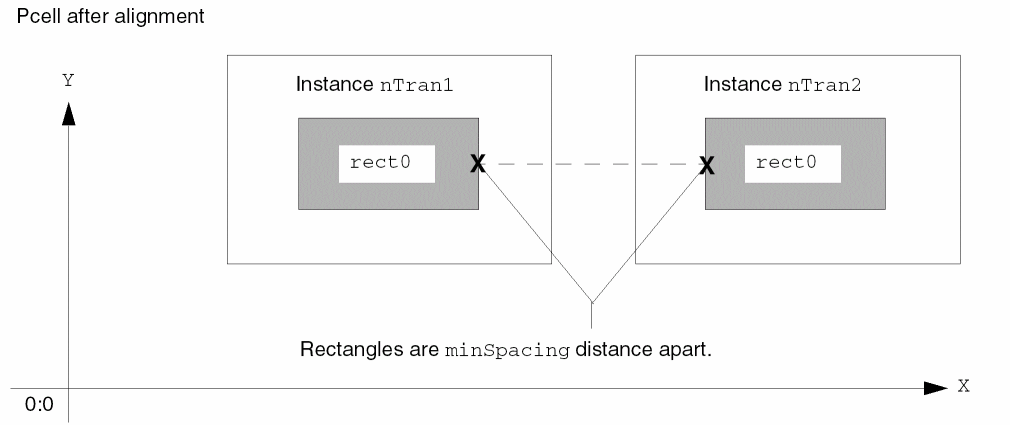 Pcell after alignment
Y
Instance nTran1
Instance nTran2
rect0
X
X
rect0
Rectangles are minSpacing distance apart.
X
0:0